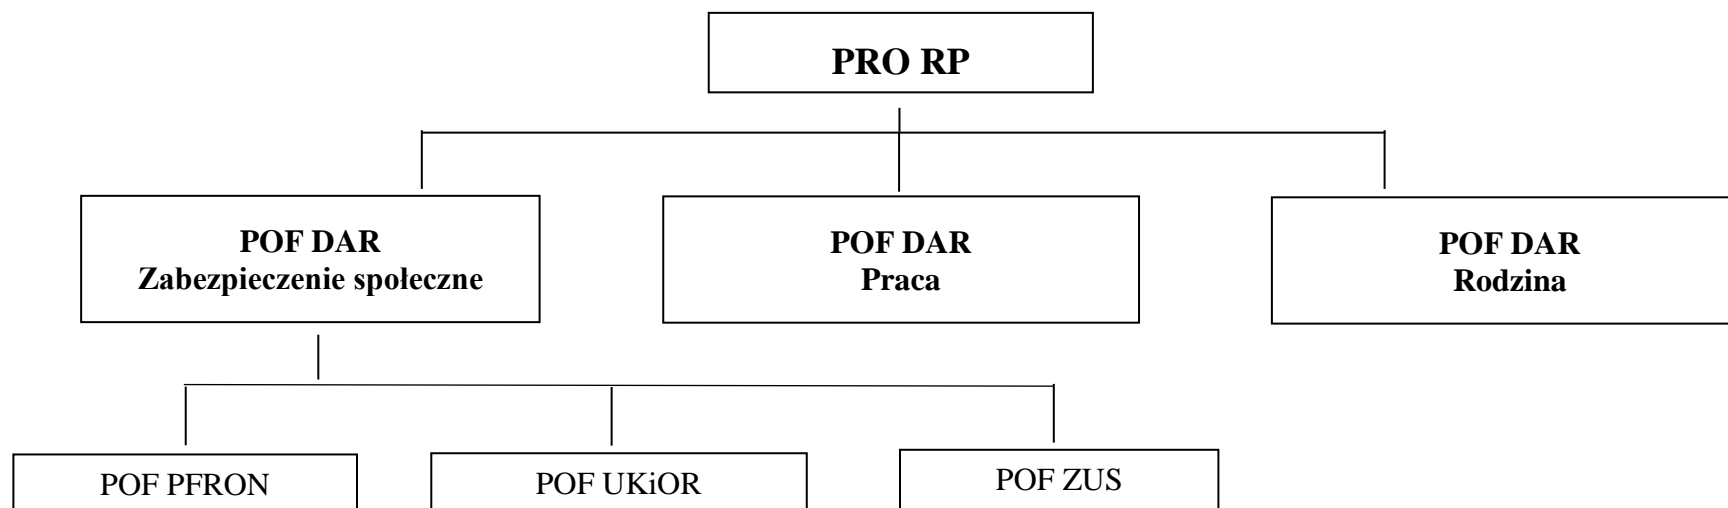 PRO RP
POF DAR
Zabezpieczenie społeczne
POF DAR
Praca
POF DAR
Rodzina
POF PFRON
POF UKiOR
POF ZUS